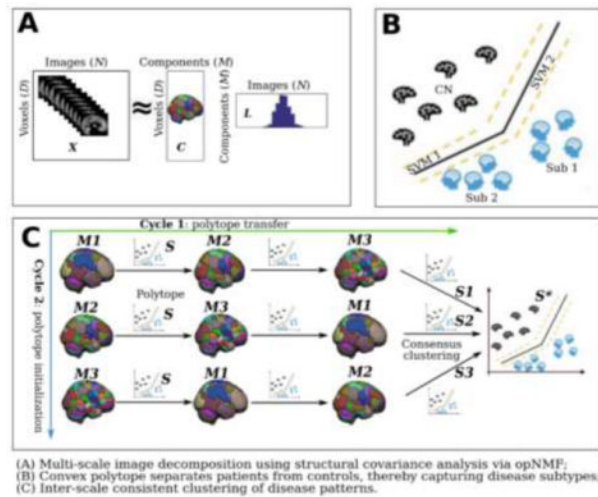 A
Images (N)
Components (M)
Voxels (D)
X
≈
Voxels (D)
C
Components (M)
Images (N)
L
B
CN
SVM 2
SVM 1
Sub 1
Sub 2
C
Cycle 1: polytope transfer
Cycle 2: polytope initialization
M1
S
M2
M3
Polytope
M2
S
M3
M1
M3
S
M1
M2
S1
S2
S3
Consensus
clustering
S*
(A) Multi-scale image decomposition using structural covariance analysis via opNMF;
(B) Convex polytope separates patients from controls, thereby capturing disease subtypes;
(C) Inter-scale consistent clustering of disease patterns.